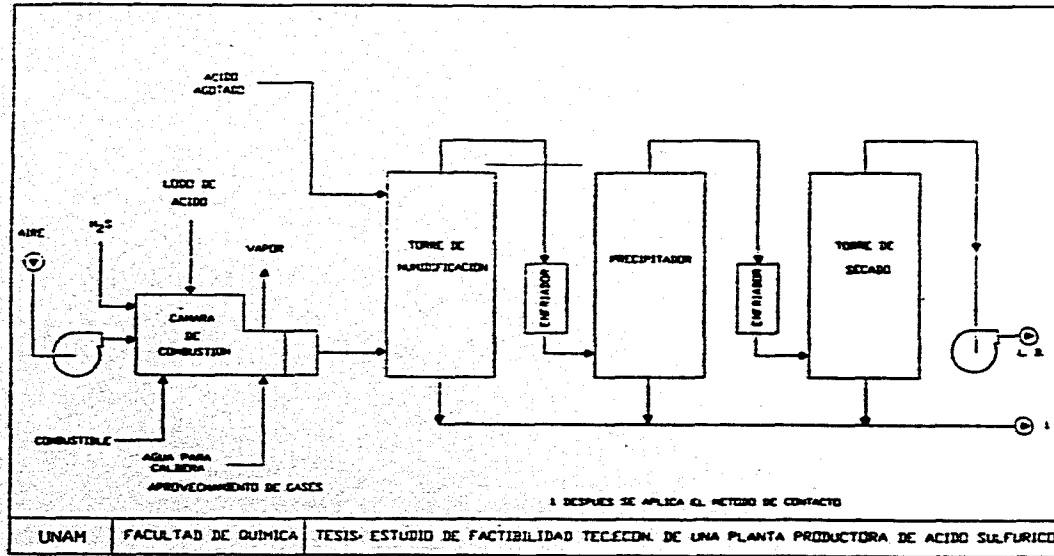 ACIDO
AGOTADO
LODO DE
ACIDO
H2S
AIRE
VAPOR
CAMARA
DE
COMBUSTION
COMBUSTIBLE
AGUA PARA
CALDERA
APROVECHAMIENTO DE GASES
TORRE DE
HUMIDIFICACION
ENFRIADOR
PRECIPITADOR
ENFRIADOR
TORRE DE
SECADO
1
1 DESPUES SE APLICA EL METODO DE CONTACTO
UNAM
FACULTAD DE QUIMICA
TESIS: ESTUDIO DE FACTIBILIDAD TEC.ECON. DE UNA PLANTA PRODUCTORA DE ACIDO SULFURICO